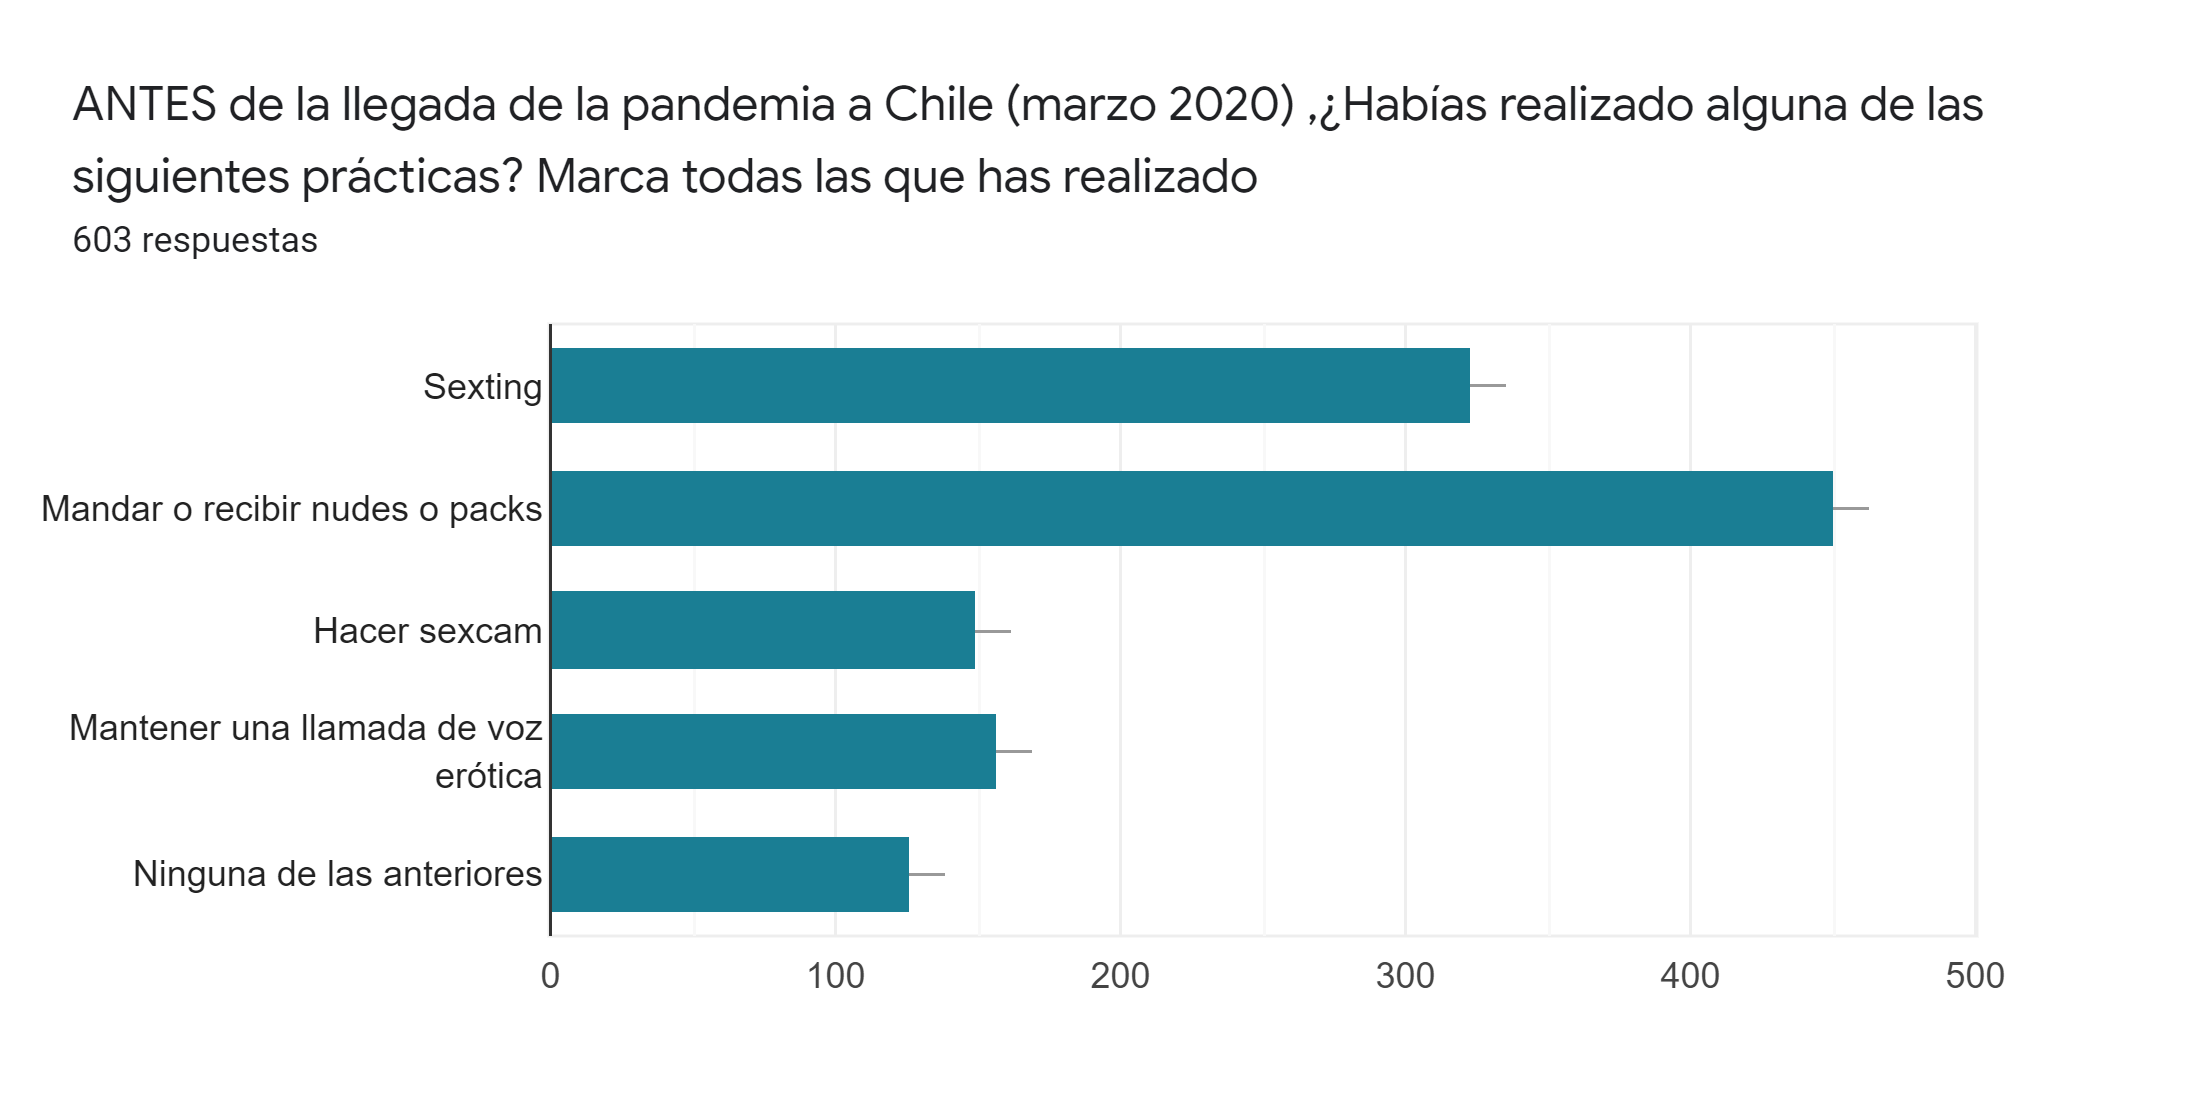 ANTES de la llegada de la pandemia a Chile (marzo 2020) ,¿Habías realizado alguna de las
siguientes prácticas? Marca todas las que has realizado
603 respuestas
Sexting
Mandar o recibir nudes o packs
Hacer sexcam
Mantener una llamada de voz
erótica
Ninguna de las anteriores
0 100 200 300 400 500